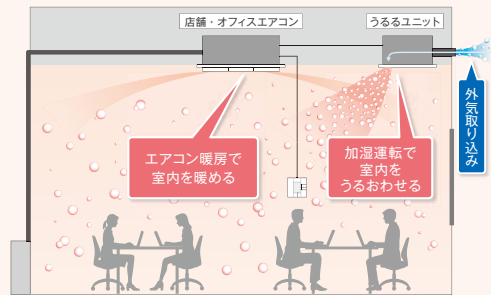 店舗・オフィスエアコン
うるるユニット
外気取り込み
エアコン暖房で
室内を暖める
加湿運転で
室内を
うるおわせる